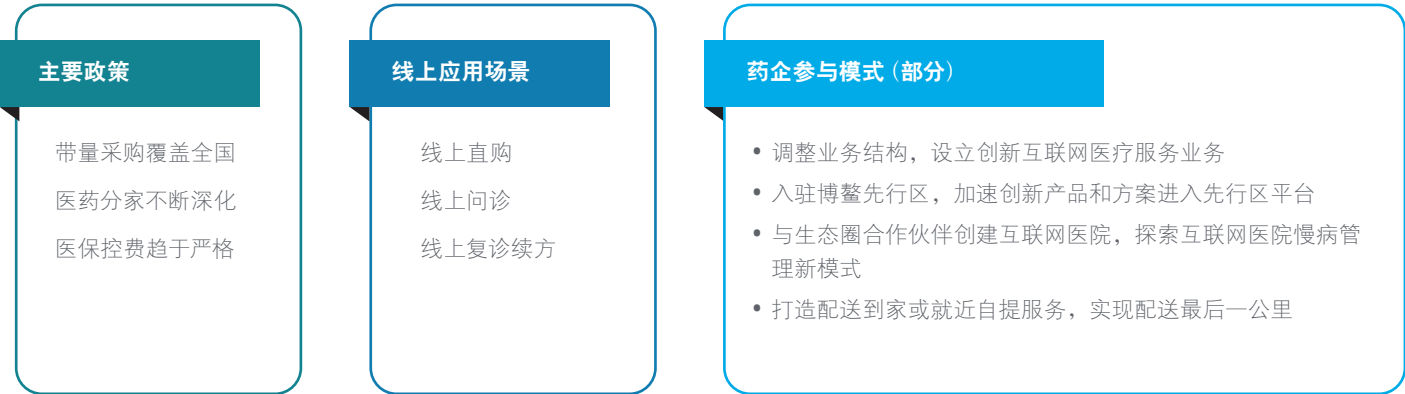 主要政策
带量采购覆盖全国
医药分家不断深化
医保控费趋于严格
线上应用场景
线上直购
线上问诊
线上复诊续方
药企参与模式(部分)
• 调整业务结构，设立创新互联网医疗服务业务
• 入驻博鳌先行区，加速创新产品和方案进入先行区平台
• 与生态圈合作伙伴创建互联网医院，探索互联网医院慢病管
理新模式
• 打造配送到家或就近自提服务，实现配送最后一公里